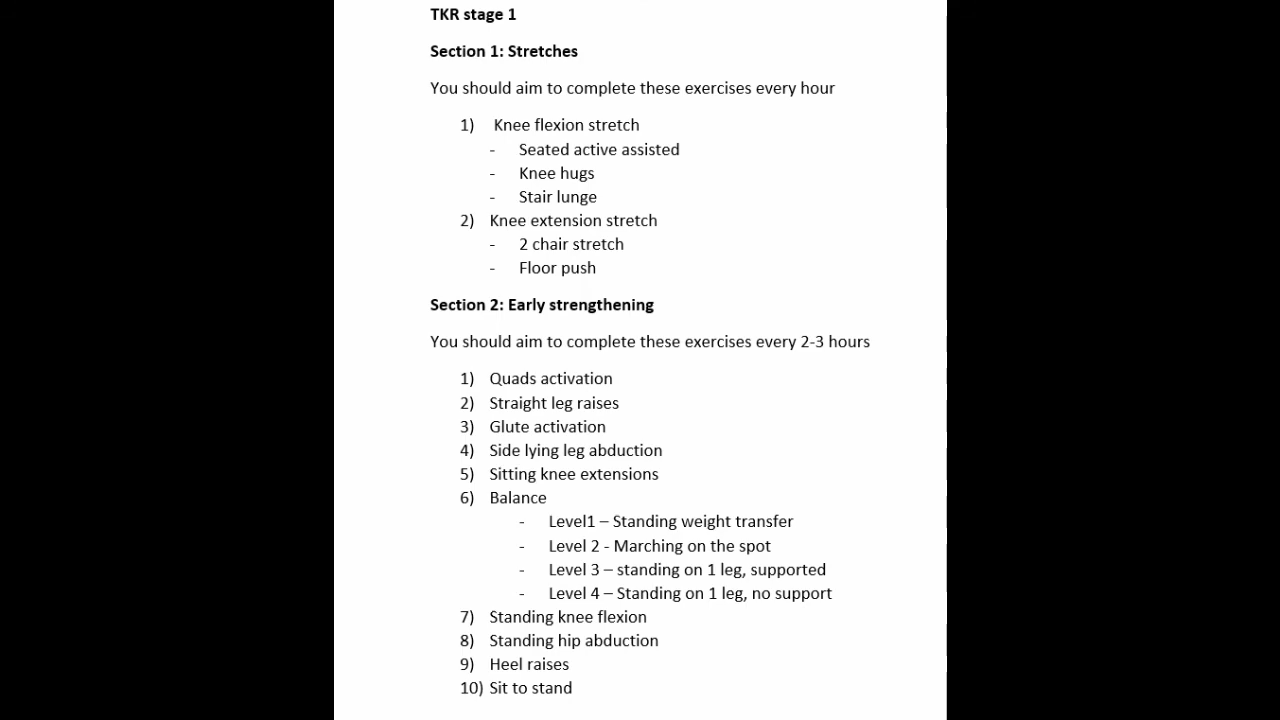 TKR stage 1
Section 1: Stretches
You should aim to complete these exercises every hour
1) Knee flexion stretch
- Seated active assisted
- Knee hugs
- Stair lunge
2) Knee extension stretch
- 2 chair stretch
- Floor push
Section 2: Early strengthening
You should aim to complete these exercises every 2-3 hours
1) Quads activation
2) Straight leg raises
3) Glute activation
4) Side lying leg abduction
5) Sitting knee extensions
6) Balance
- Level1 – Standing weight transfer
- Level 2 - Marching on the spot
- Level 3 – standing on 1 leg, supported
- Level 4 – Standing on 1 leg, no support
7) Standing knee flexion
8) Standing hip abduction
9) Heel raises
10) Sit to stand